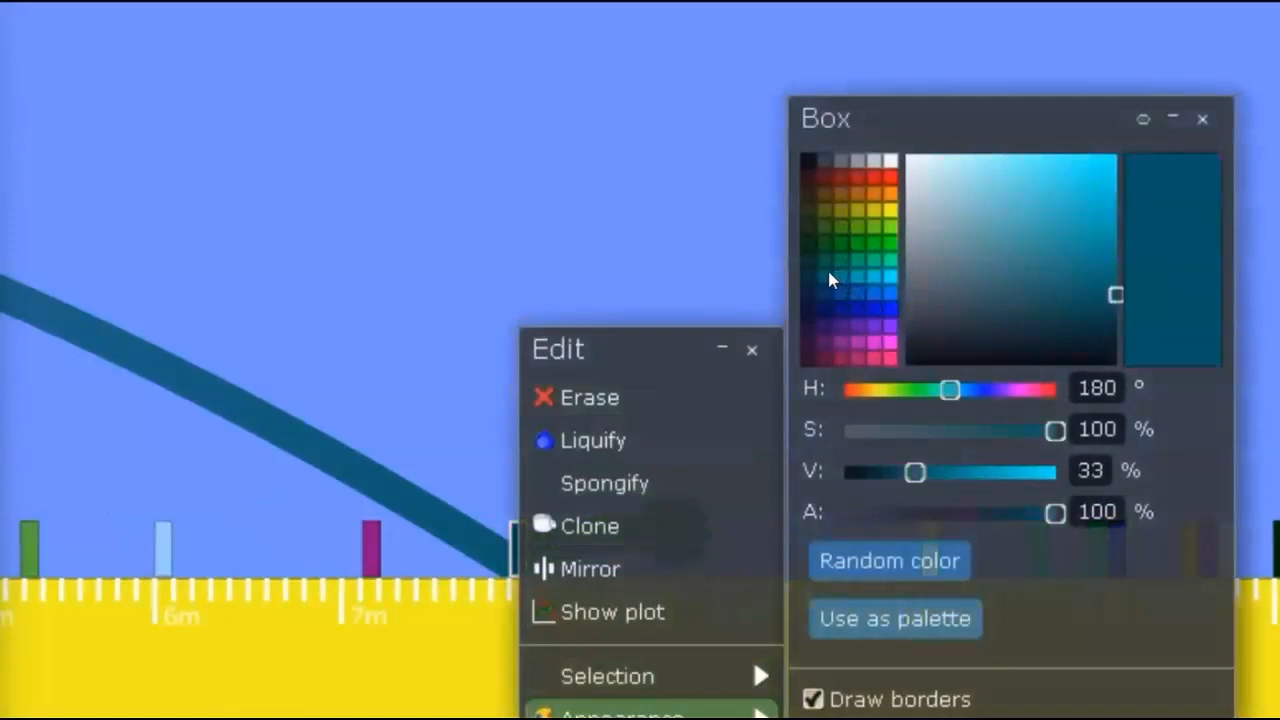 Box
Edit
Erase
Liquify
Spongify
Clone
Mirror
Show plot
Selection
Appearance
H: 180 °
S: 100 %
V: 33 %
A: 100 %
Random color
Use as palette
Draw borders
m 6m 7m